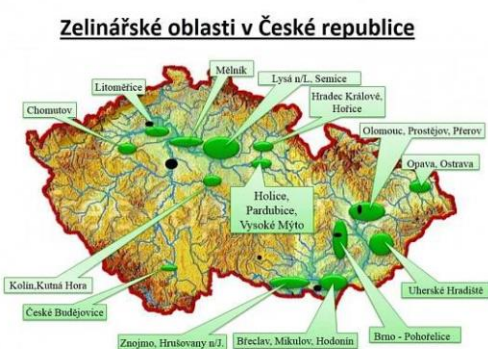 Zelinářské oblasti v České republice
Mělník
Lysá n/L, Semice
Litoměřice
Hradec Králové,
Hořice
Chomutov
Olomouc, Prostějov, Přerov
Opava, Ostrava
Holice,
Pardubice,
Vysoké Mýto
Kolín,Kutná Hora
Uherské Hradiště
České Budějovice
Znojmo, Hrušovany n/J.
Břeclav, Mikulov, Hodonín
Brno - Pohořelice